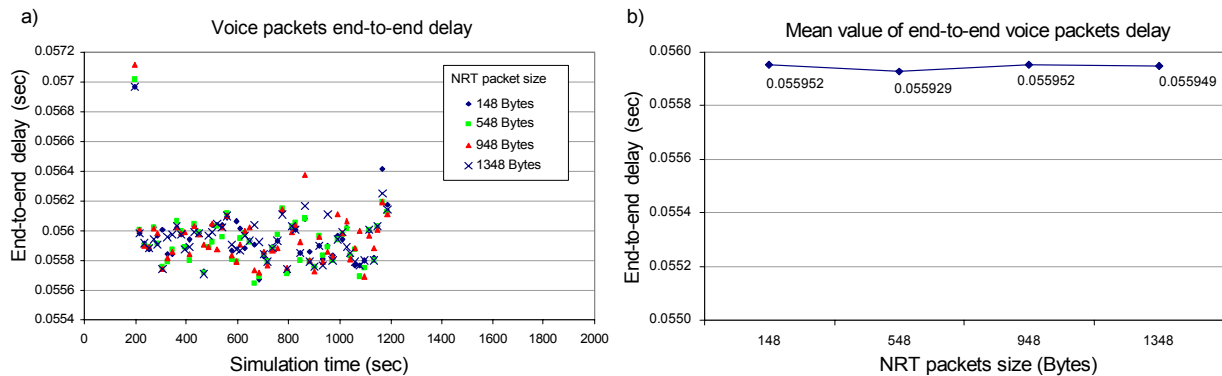 a)
Voice packets end-to-end delay
End-to-end delay (sec)
0.0572
0.057
0.0568
0.0566
0.0564
0.0562
0.056
0.0558
0.0556
0.0554
NRT packet size
148 Bytes
548 Bytes
948 Bytes
1348 Bytes
0 200 400 600 800 1000 1200 1400 1600 1800 2000
Simulation time (sec)
b)
Mean value of end-to-end voice packets delay
End-to-end delay (sec)
0.0560
0.0558
0.0556
0.0554
0.0552
0.0550
0.055952 0.055929 0.055952 0.055949
148 548 948 1348
NRT packets size (Bytes)